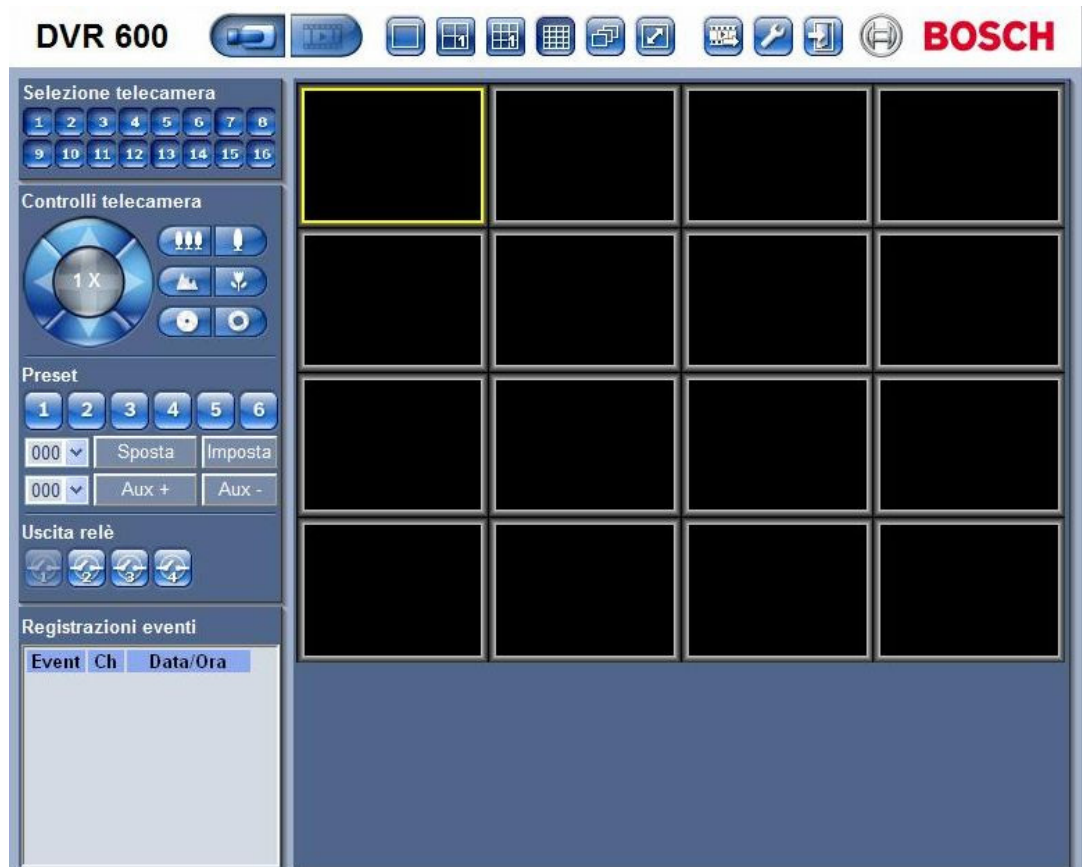 DVR 600
1
1
BOSCH
Selezione telecamera
1 2 3 4 5 6 7 8
9 10 11 12 13 14 15 16
Controlli telecamera
1 X
Preset
1 2 3 4 5 6
000 Sposta Imposta
000 Aux + Aux -
Uscita relè
1 2 3 4
Registrazioni eventi
Event Ch Data/Ora